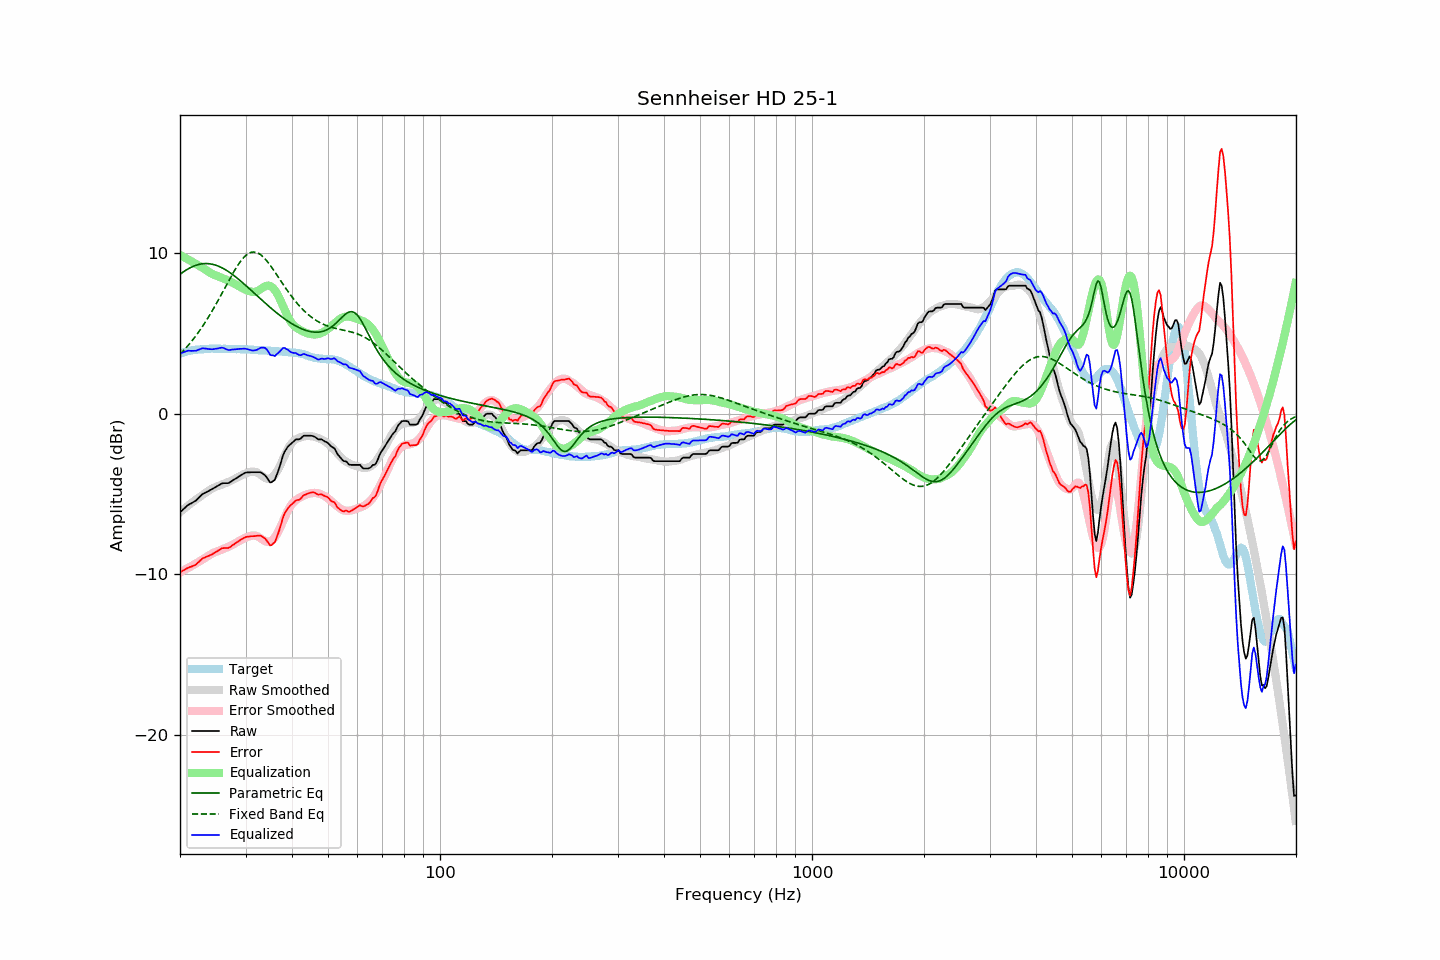 Sennheiser HD 25-1
Amplitude (dBr)
10
0
−10
−20
Target
Raw Smoothed
Error Smoothed
Raw
Error
Equalization
Parametric Eq
Fixed Band Eq
Equalized
100
1000
10000
Frequency (Hz)